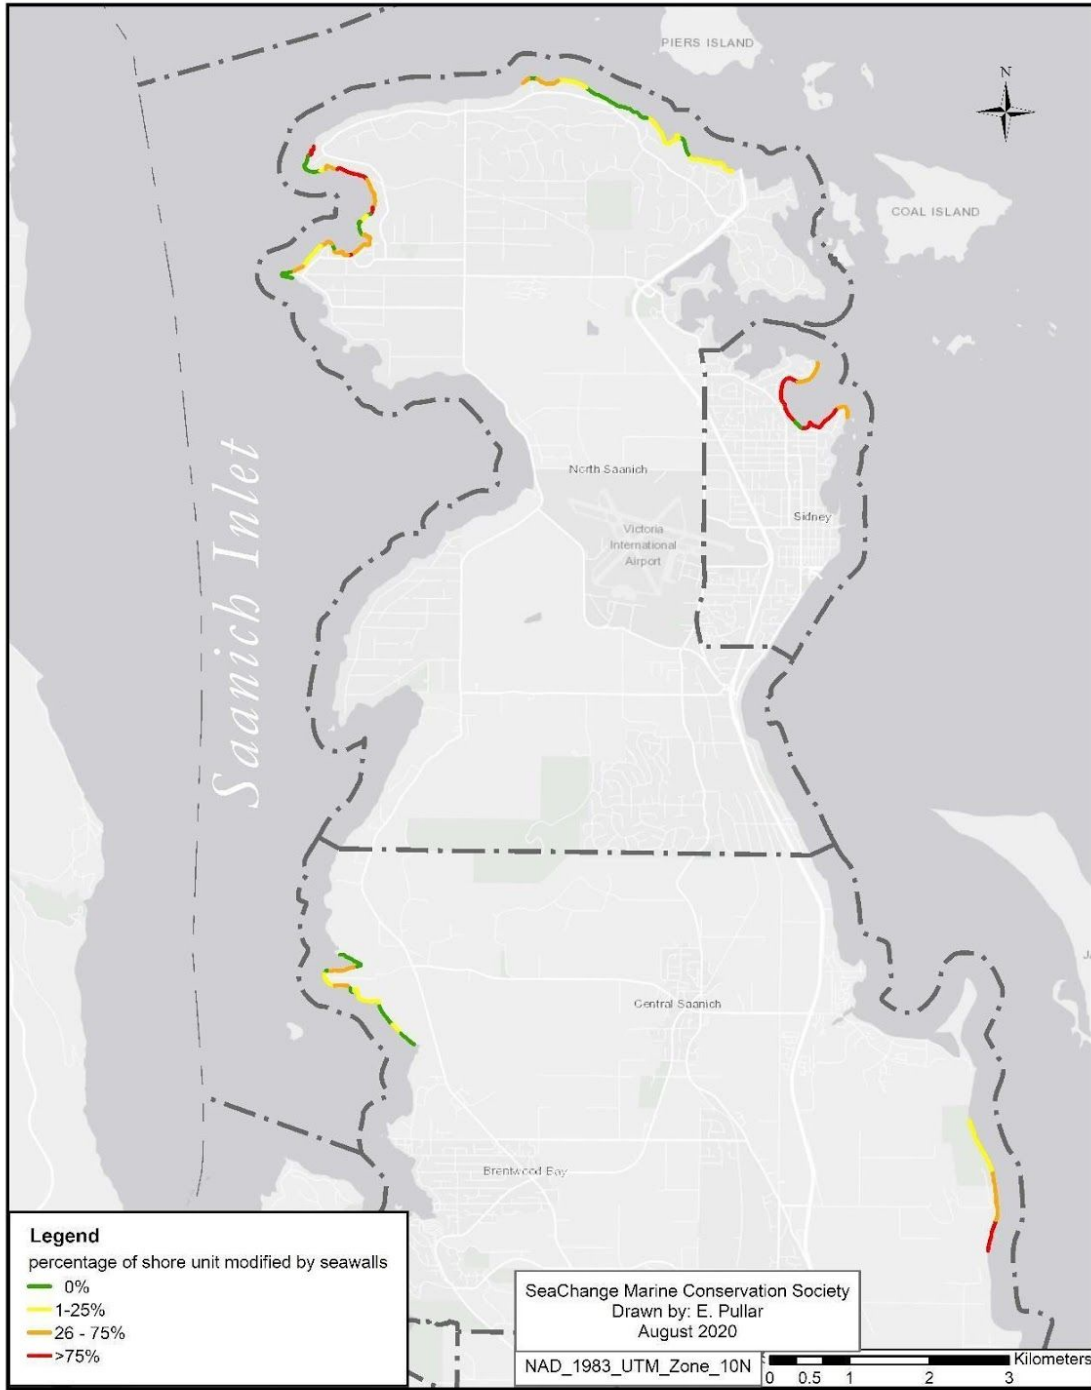 PIERS ISLAND
N
COAL ISLAND
North Saanich
Sidney
Victoria
International
Airport
Saanich Inlet
Central Saanich
Brentwood Bay
Legend
percentage of shore unit modified by seawalls
0%
1-25%
26 - 75%
>75%
SeaChange Marine Conservation Society
Drawn by: E. Pullar
August 2020
NAD_1983_UTM_Zone_10N
Kilometers
0 0.5 1 2 3